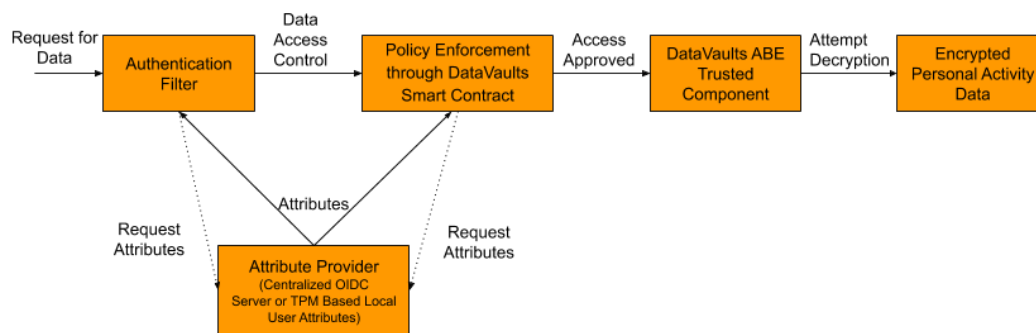 Request for
Data
Authentication
Filter
Data
Access
Control
Policy Enforcement
through DataVaults
Smart Contract
Access
Approved
DataVaults ABE
Trusted
Component
Attempt
Decryption
Encrypted
Personal Activity
Data
Attributes
Request
Attributes
Request
Attributes
Attribute Provider
(Centralized OIDC
Server or TPM Based Local
User Attributes)